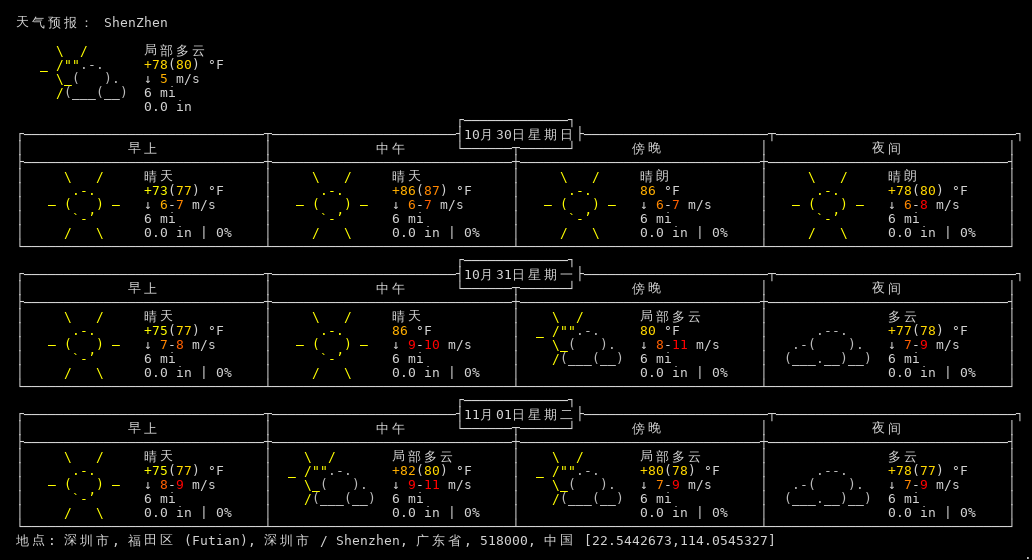 天气预报： ShenZhen
局部多云
+78(80) °F
↓ 5 m/s
6 mi
0.0 in
10月30日星期日
早上 中午 傍晚 夜间
晴天 晴天 晴朗 晴朗
+73(77) °F +86(87) °F 86 °F +78(80) °F
↓ 6-7 m/s ↓ 6-7 m/s ↓ 6-7 m/s ↓ 6-8 m/s
6 mi 6 mi 6 mi 6 mi
0.0 in | 0% 0.0 in | 0% 0.0 in | 0% 0.0 in | 0%
10月31日星期一
早上 中午 傍晚 夜间
晴天 晴天 局部多云 多云
+75(77) °F 86 °F 80 °F +77(78) °F
↓ 7-8 m/s ↓ 9-10 m/s ↓ 8-11 m/s ↓ 7-9 m/s
6 mi 6 mi 6 mi 6 mi
0.0 in | 0% 0.0 in | 0% 0.0 in | 0% 0.0 in | 0%
11月01日星期二
早上 中午 傍晚 夜间
晴天 局部多云 局部多云 多云
+75(77) °F +82(80) °F +80(78) °F +78(77) °F
↓ 8-9 m/s ↓ 9-11 m/s ↓ 7-9 m/s ↓ 7-9 m/s
6 mi 6 mi 6 mi 6 mi
0.0 in | 0% 0.0 in | 0% 0.0 in | 0% 0.0 in | 0%
地点: 深圳市, 福田区 (Futian), 深圳市 / Shenzhen, 广东省, 518000, 中国 [22.5442673,114.0545327]